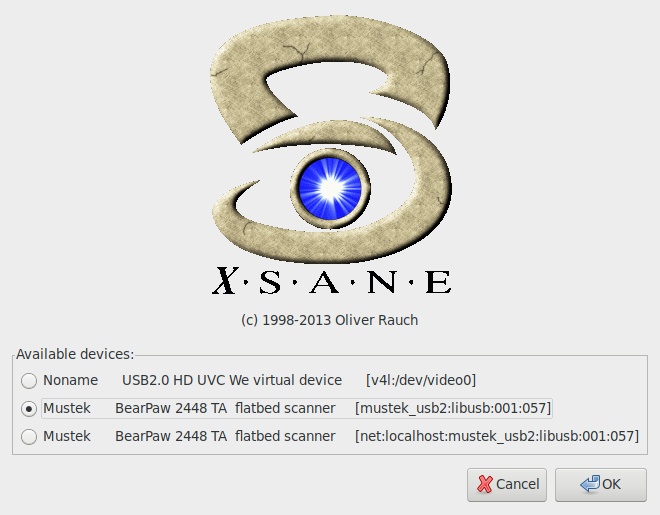 X·S·A·N·E
(c) 1998-2013 Oliver Rauch
Available devices:
Noname USB2.0 HD UVC We virtual device [v4l:/dev/video0]
Mustek BearPaw 2448 TA flatbed scanner [mustek_usb2:libusb:001:057]
Mustek BearPaw 2448 TA flatbed scanner [net:localhost:mustek_usb2:libusb:001:057]
Cancel OK